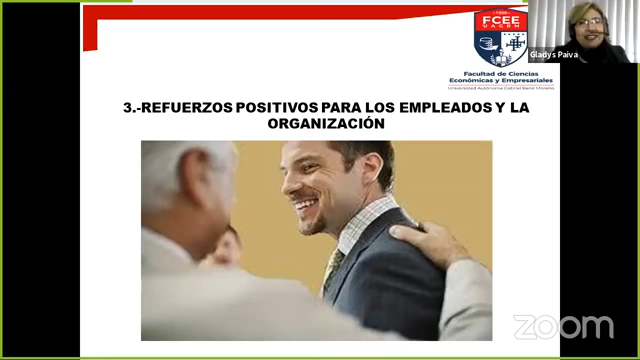 FCEE
UAGRM
Facultad de Ciencias
Económicas y Empresariales
Universidad Autónoma Gabriel René Moreno
Gladys Paiva
3.-REFUERZOS POSITIVOS PARA LOS EMPLEADOS Y LA
ORGANIZACIÓN
zoom